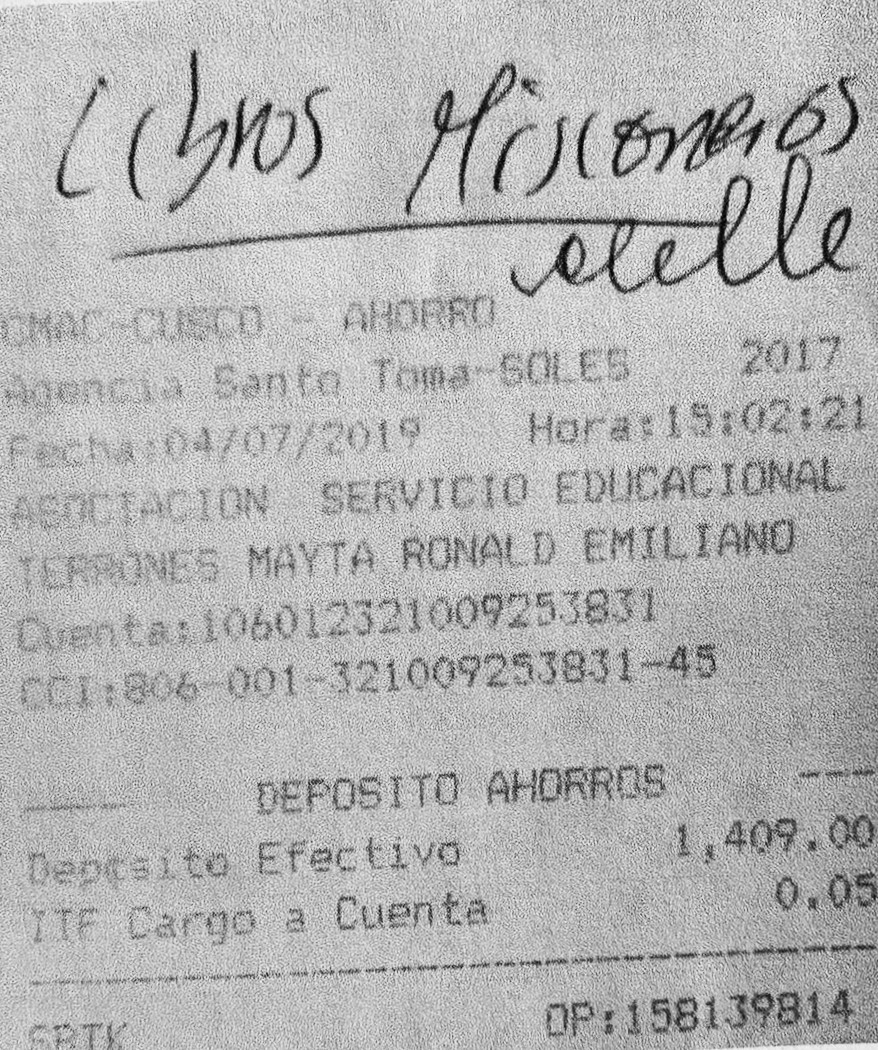 Libros Misioneros
CMAC-CUSCO - AHORRO
Agencia Santo Toma-SOLES 2017
Fecha:04/07/2019 Hora:15:02:21
ASOCIACION SERVICIO EDUCACIONAL
TERRONES MAYTA RONALD EMILIANO
Cuenta:106012321009253831
CCI:806-001-321009253831-45
---- DEPOSITO AHORROS ---
Deposito Efectivo 1,409.00
ITF Cargo a Cuenta 0.05
OP:158139814